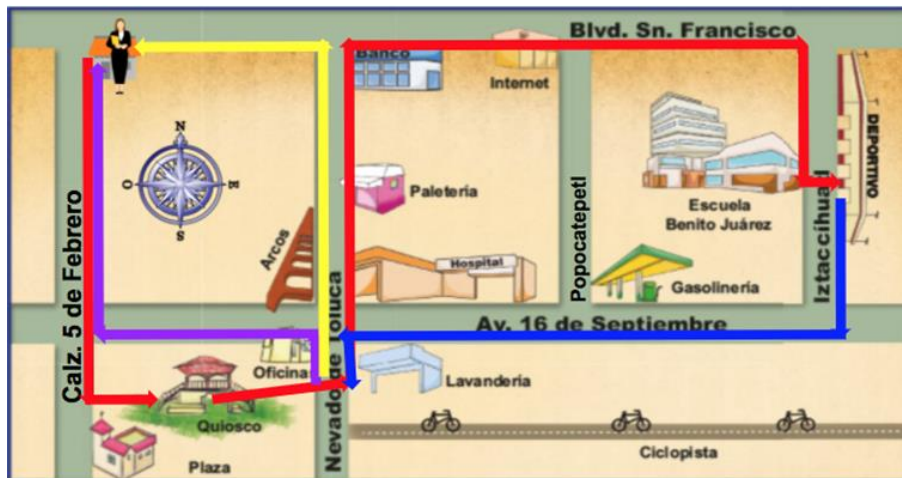 Blvd. Sn. Francisco
Banco
Internet
DEPORTIVO
N
O
E
S
Paletería
Escuela
Benito Juárez
Popocatepetl
Iztaccíhuatl
Arcos
Hospital
Gasolinería
Calz. 5 de Febrero
Nevado de Toluca
Av. 16 de Septiembre
Oficinas
Lavandería
Quiosco
Plaza
Ciclopista